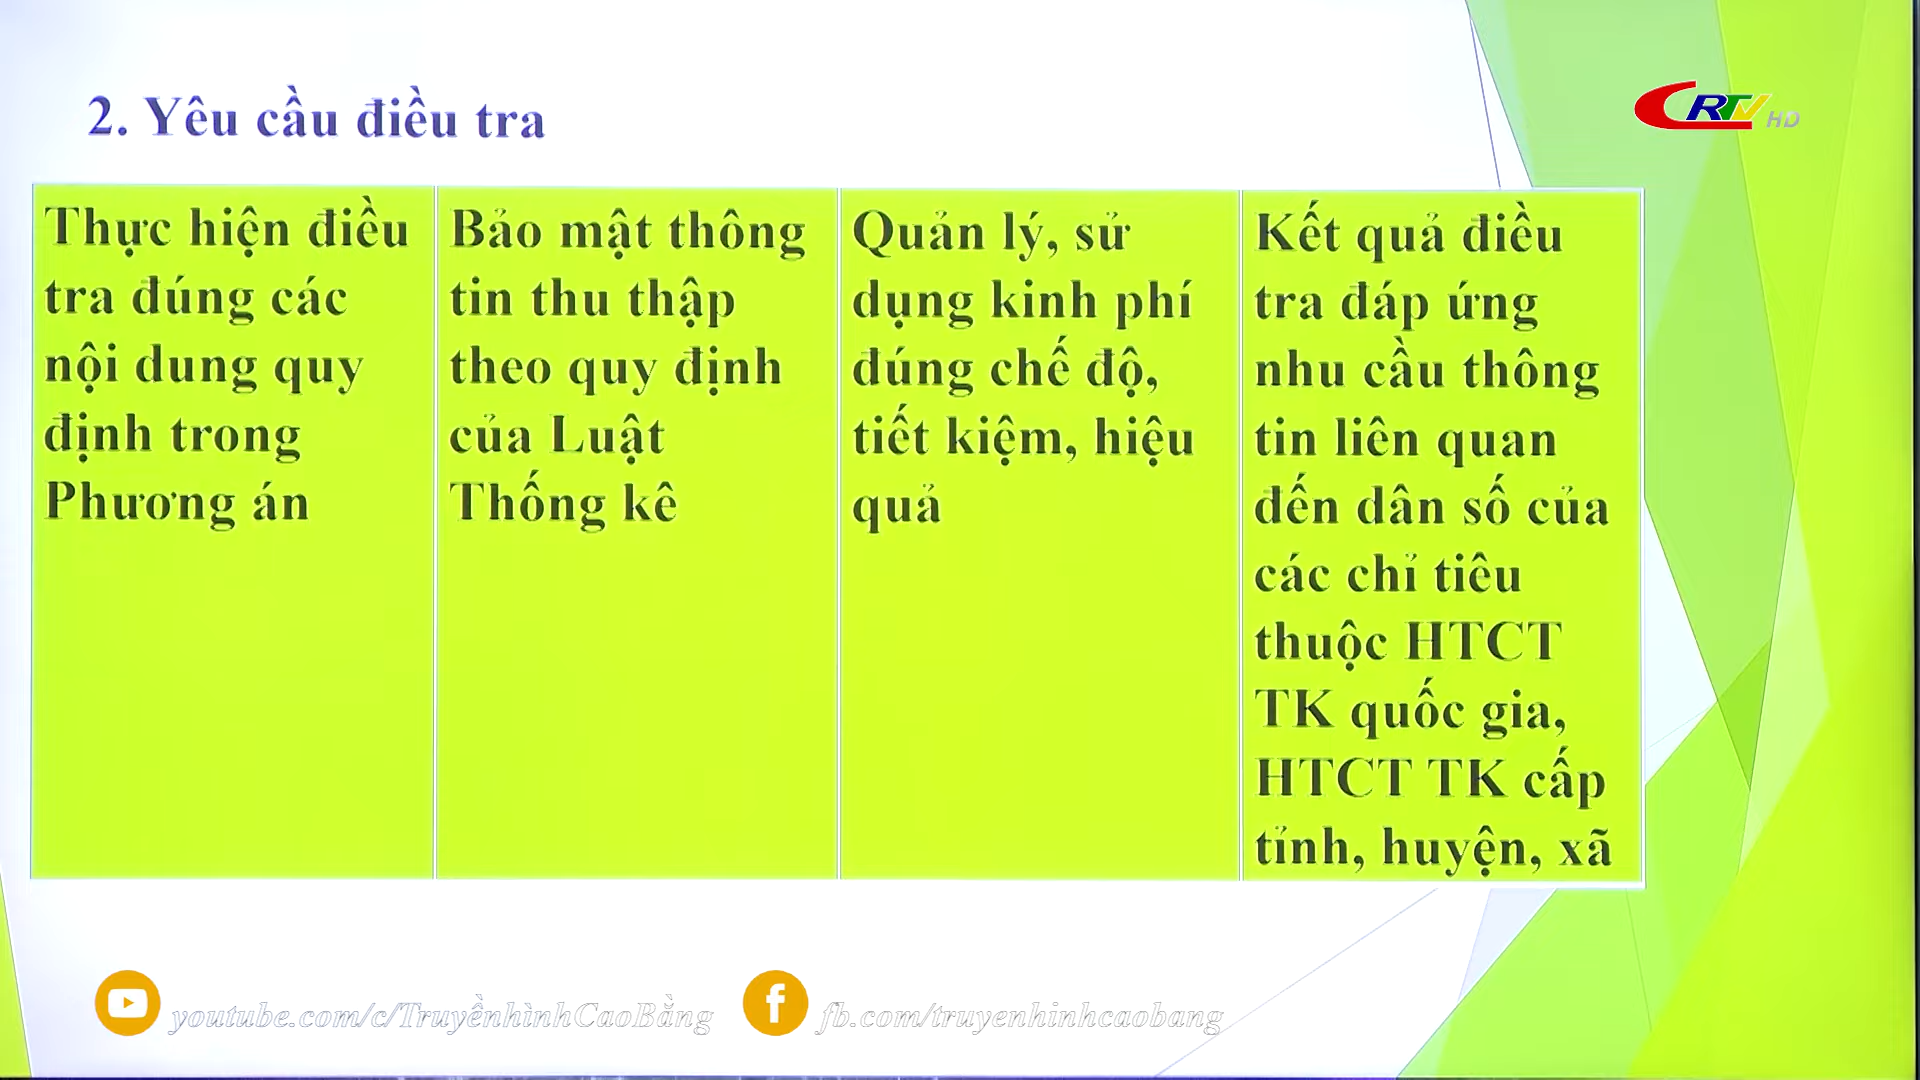 2. Yêu cầu điều tra
CRTV HD
Thực hiện điều
tra đúng các
nội dung quy
định trong
Phương án
Bảo mật thông
tin thu thập
theo quy định
của Luật
Thống kê
Quản lý, sử
dụng kinh phí
đúng chế độ,
tiết kiệm, hiệu
quả
Kết quả điều
tra đáp ứng
nhu cầu thông
tin liên quan
đến dân số của
các chỉ tiêu
thuộc HTCT
TK quốc gia,
HTCT TK cấp
tỉnh, huyện, xã
youtube.com/c/TruyềnhìnhCaoBằng
fb.com/truyenhinhcaobang